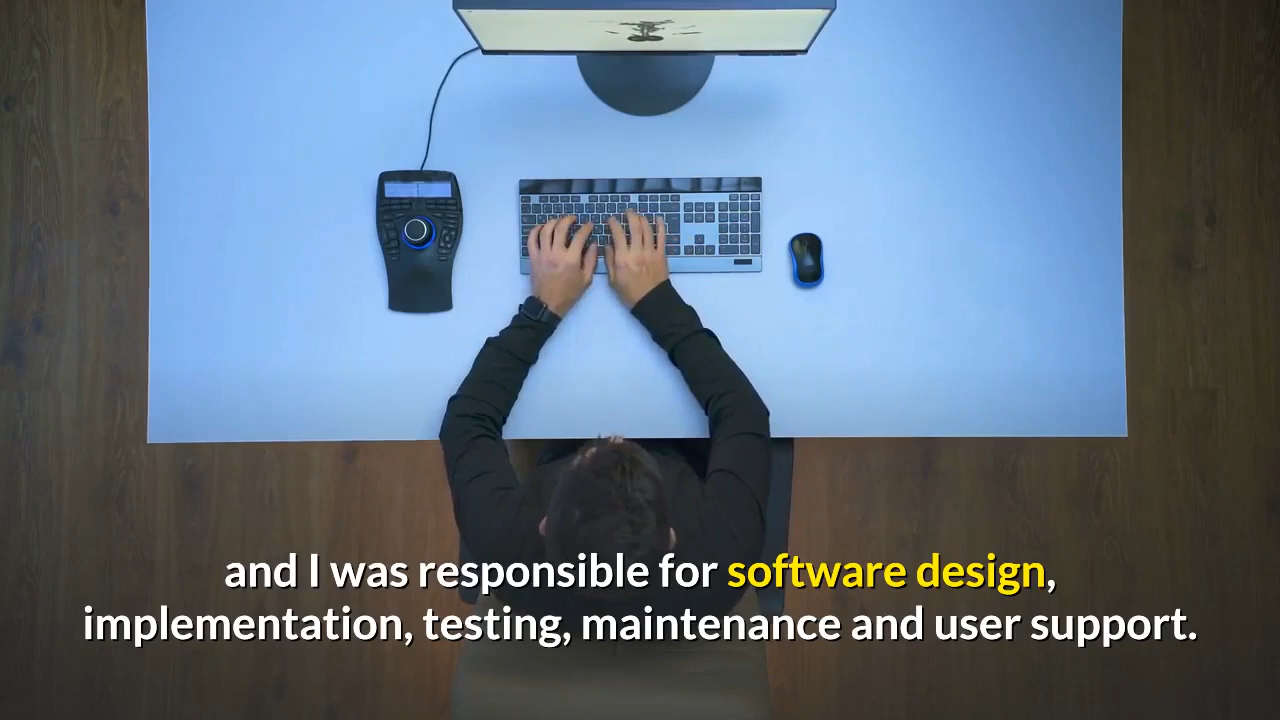 and I was responsible for software design,
implementation, testing, maintenance and user support.